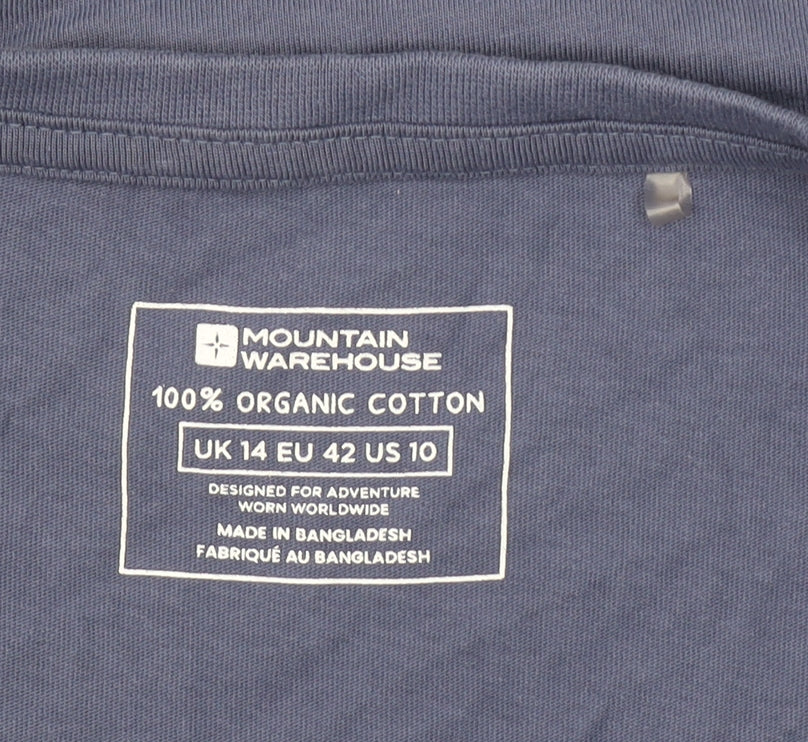 MOUNTAIN
WAREHOUSE
100% ORGANIC COTTON
UK 14 EU 42 US 10
DESIGNED FOR ADVENTURE
WORN WORLDWIDE
MADE IN BANGLADESH
FABRIQUÉ AU BANGLADESH